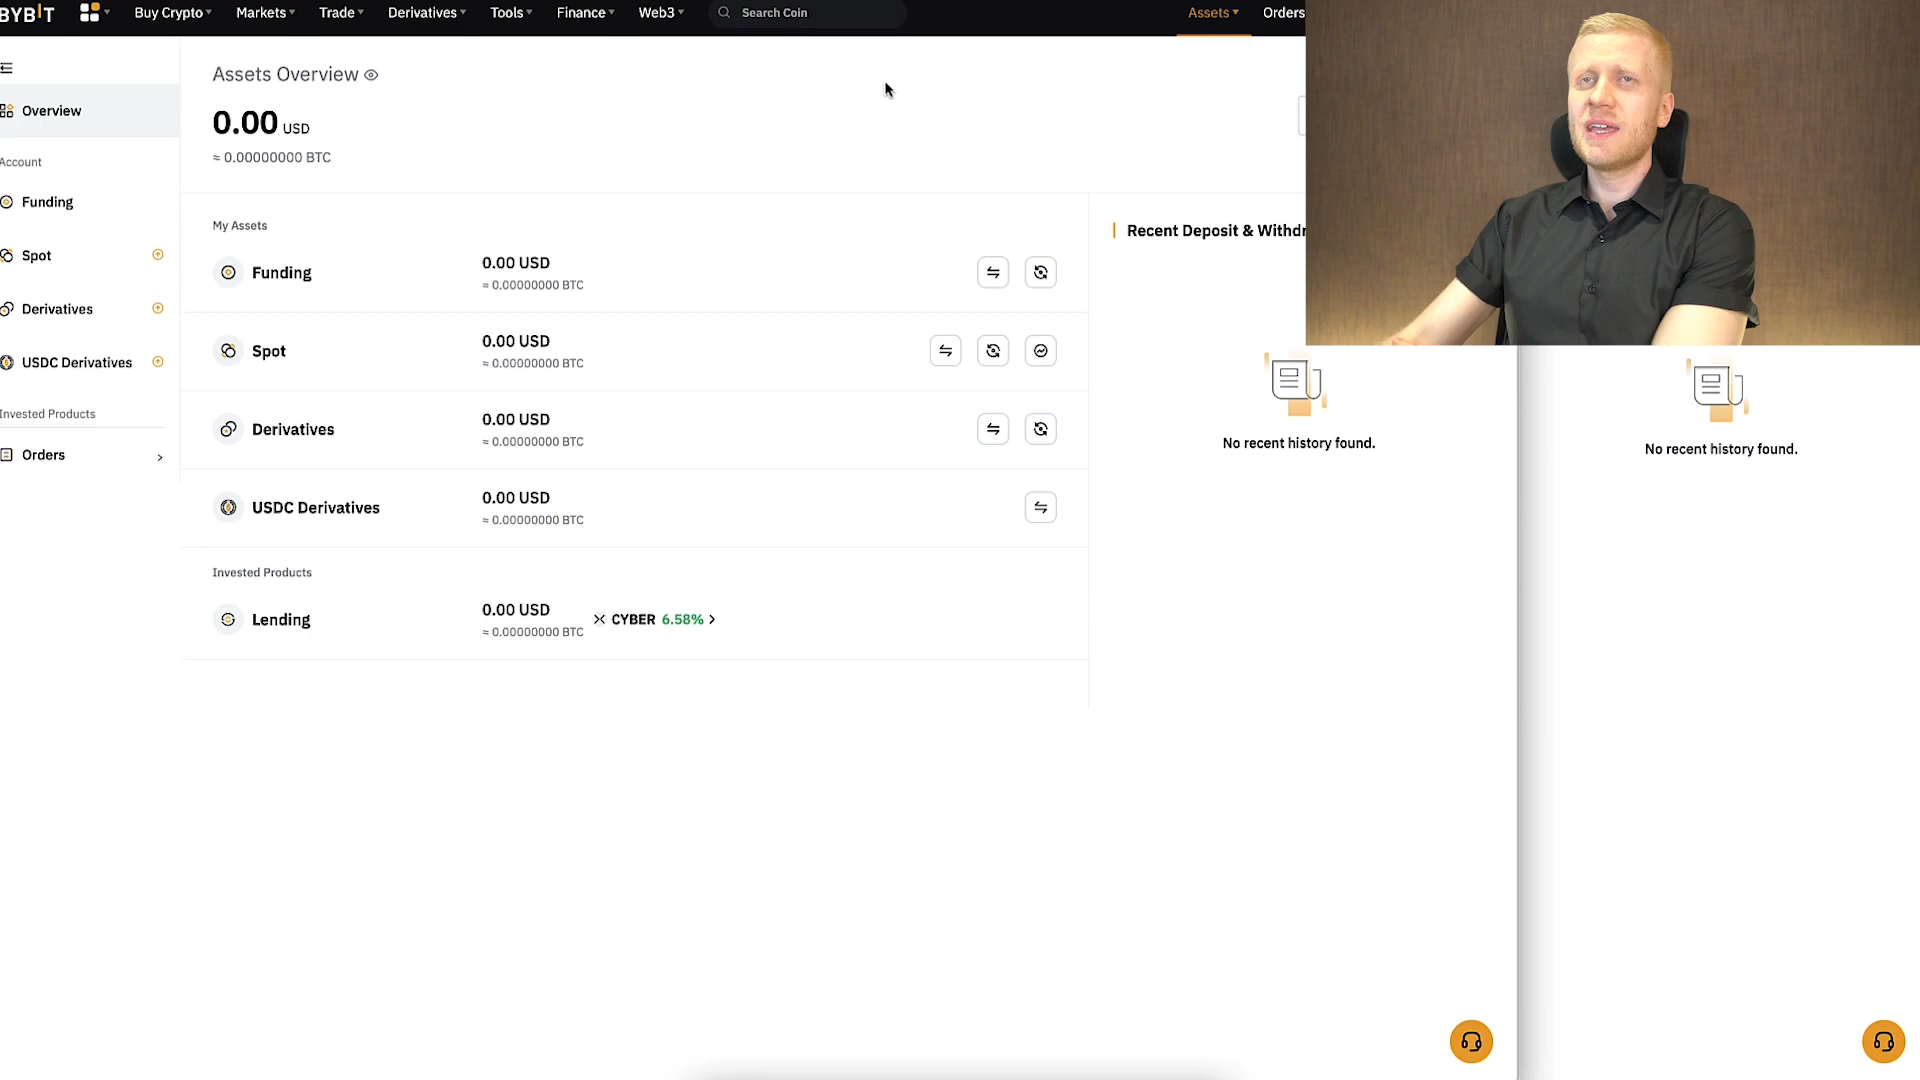 BYBIT
Buy Crypto
Markets
Trade
Derivatives
Tools
Finance
Web3
Search Coin
Assets
Orders
Overview
Account
Funding
Spot
Derivatives
USDC Derivatives
Invested Products
Orders
Assets Overview
0.00 USD
≈ 0.00000000 BTC
My Assets
Funding
0.00 USD
≈ 0.00000000 BTC
Spot
0.00 USD
≈ 0.00000000 BTC
Derivatives
0.00 USD
≈ 0.00000000 BTC
USDC Derivatives
0.00 USD
≈ 0.00000000 BTC
Invested Products
Lending
0.00 USD
≈ 0.00000000 BTC
CYBER 6.58% >
Recent Deposit & Withdr
No recent history found.
No recent history found.